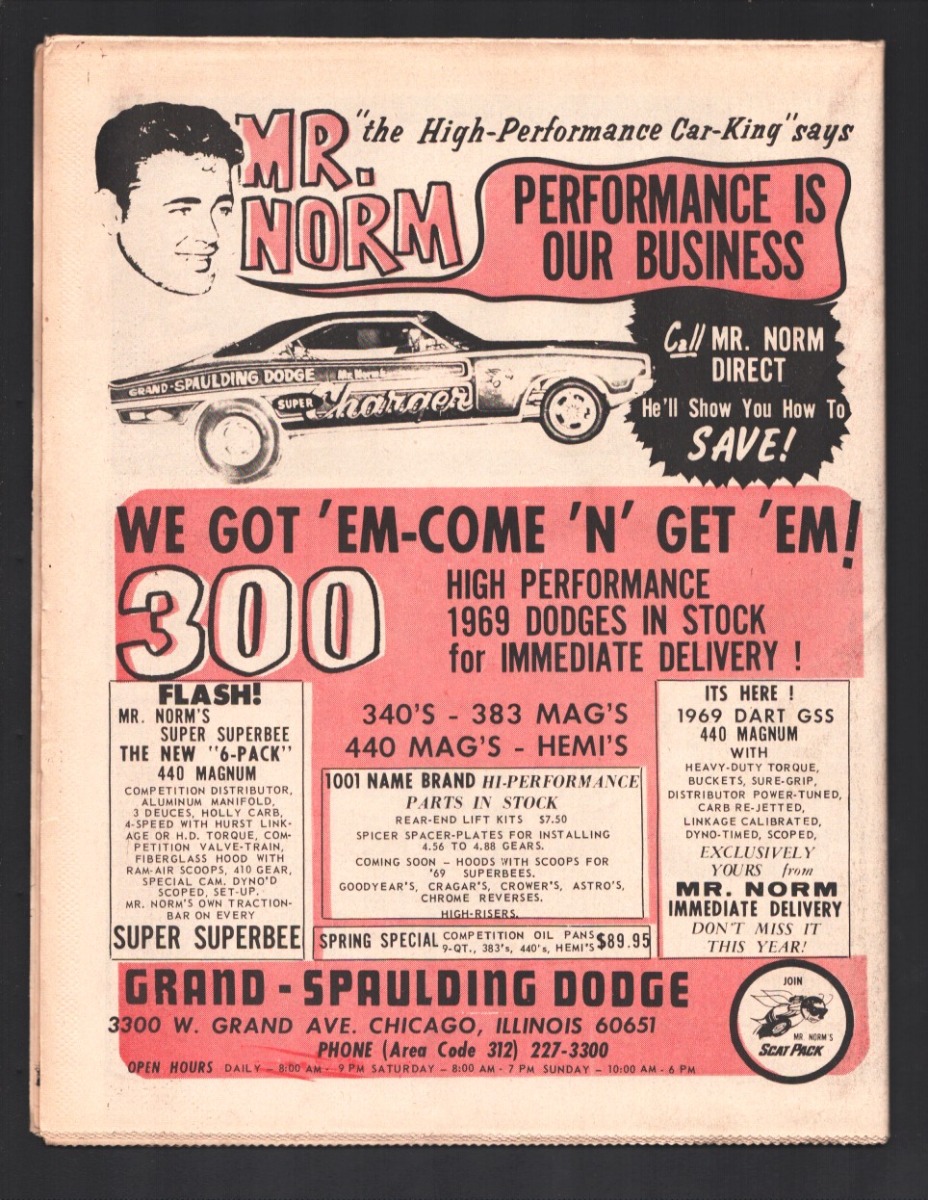 MR. NORM
"the High-Performance Car-King" says
PERFORMANCE IS
OUR BUSINESS
Call MR. NORM
DIRECT
He'll Show You How To
SAVE!
GRAND-SPAULDING DODGE
Mr. Norm's
SUPER Charger
WE GOT 'EM-COME 'N' GET 'EM!
300
HIGH PERFORMANCE
1969 DODGES IN STOCK
for IMMEDIATE DELIVERY !
FLASH!
MR. NORM'S
SUPER SUPERBEE
THE NEW "6-PACK"
440 MAGNUM
COMPETITION DISTRIBUTOR,
ALUMINUM MANIFOLD,
3 DEUCES, HOLLY CARB,
4-SPEED WITH HURST LINK-
AGE OR H.D. TORQUE, COM-
PETITION VALVE-TRAIN,
FIBERGLASS HOOD WITH
RAM-AIR SCOOPS, 410 GEAR,
SPECIAL CAM. DYNO'D
SCOPED, SET-UP.
MR. NORM'S OWN TRACTION-
BAR ON EVERY
SUPER SUPERBEE
340'S - 383 MAG'S
440 MAG'S - HEMI'S
1001 NAME BRAND HI-PERFORMANCE
PARTS IN STOCK
REAR-END LIFT KITS $7.50
SPICER SPACER-PLATES FOR INSTALLING
4.56 TO 4.88 GEARS.
COMING SOON - HOODS WITH SCOOPS FOR
'69 SUPERBEES.
GOODYEAR'S, CRAGAR'S, CROWER'S, ASTRO'S,
CHROME REVERSES.
HIGH-RISERS.
SPRING SPECIAL COMPETITION OIL PANS
9-QT., 383's, 440's, HEMI'S $89.95
ITS HERE !
1969 DART GSS
440 MAGNUM
WITH
HEAVY-DUTY TORQUE,
BUCKETS, SURE-GRIP,
DISTRIBUTOR POWER-TUNED,
CARB RE-JETTED,
LINKAGE CALIBRATED,
DYNO-TIMED, SCOPED,
EXCLUSIVELY
YOURS from
MR. NORM
IMMEDIATE DELIVERY
DON'T MISS IT
THIS YEAR!
GRAND - SPAULDING DODGE
3300 W. GRAND AVE. CHICAGO, ILLINOIS 60651
PHONE (Area Code 312) 227-3300
OPEN HOURS DAILY - 8:00 AM - 9 PM SATURDAY - 8:00 AM - 7 PM SUNDAY - 10:00 AM - 6 PM
JOIN
MR. NORM'S
SCAT PACK